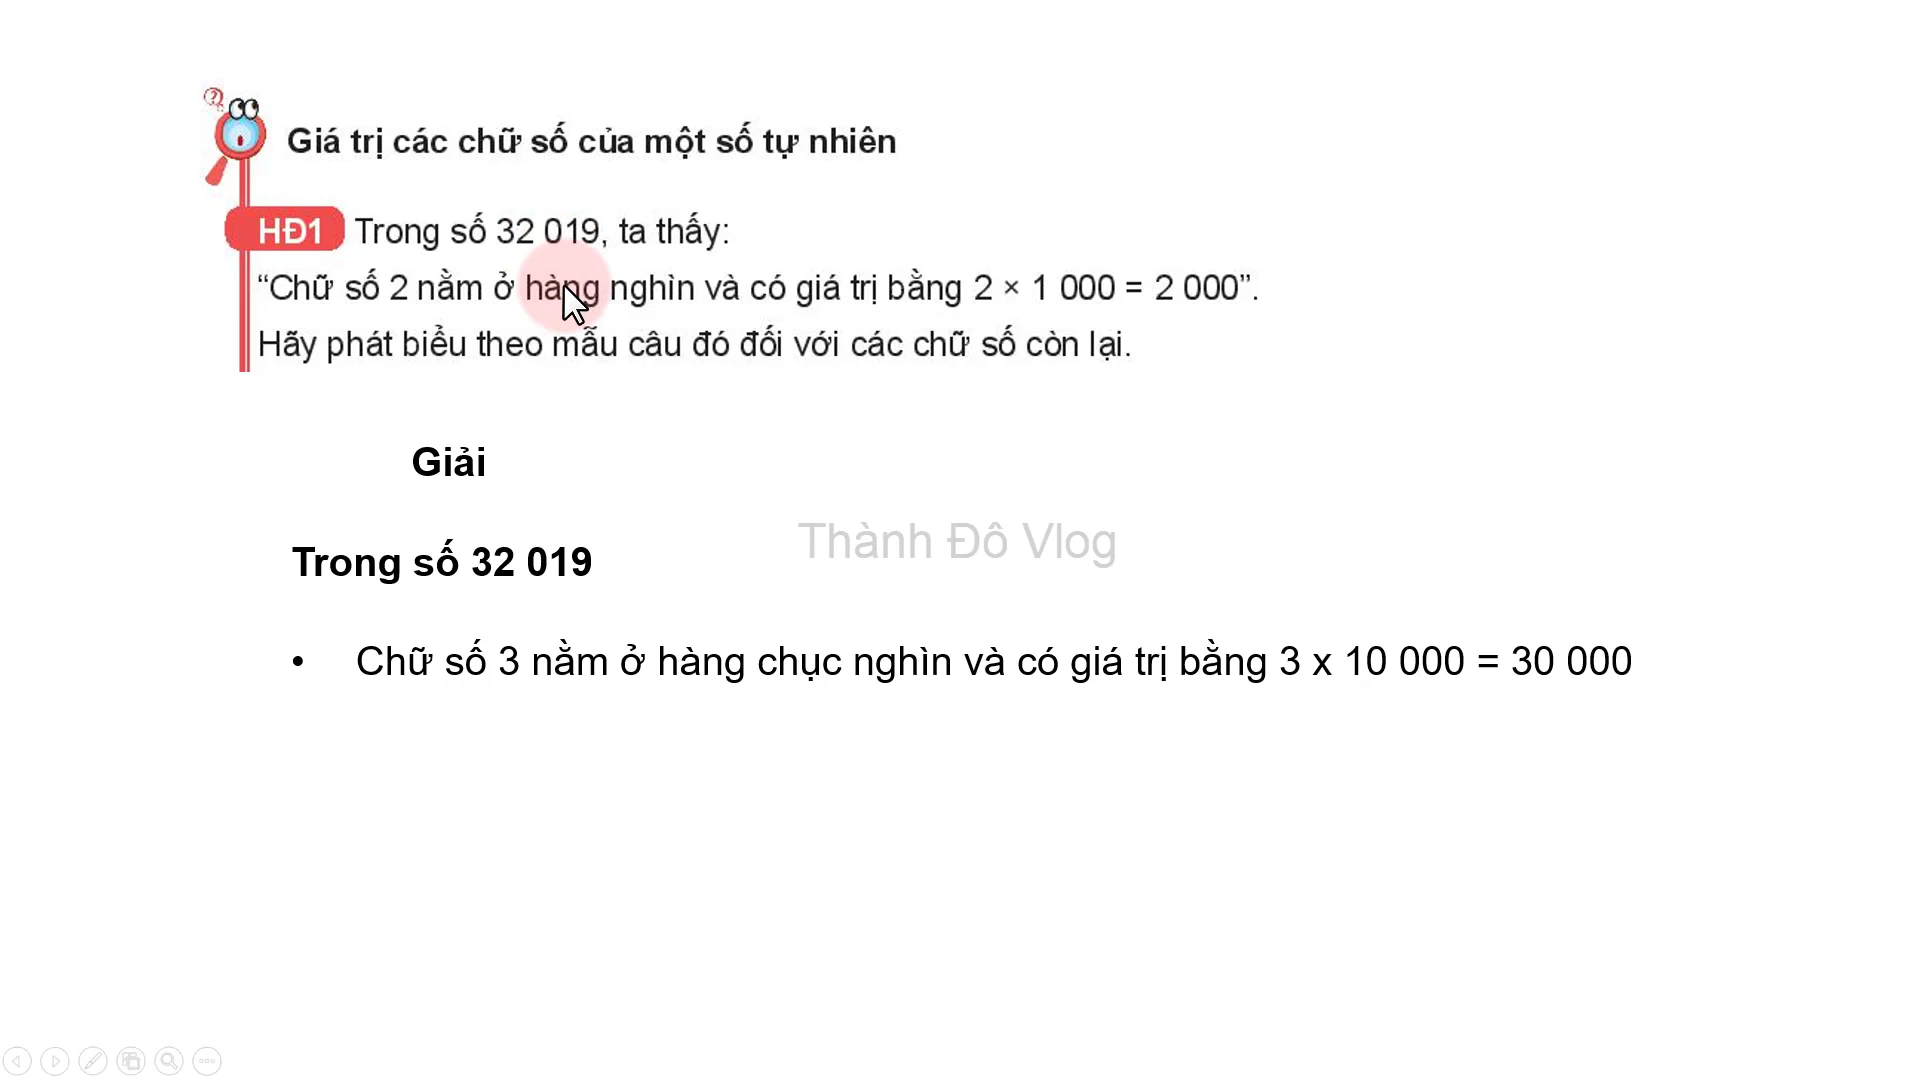 Giá trị các chữ số của một số tự nhiên
HĐ1 Trong số 32 019, ta thấy:
“Chữ số 2 nằm ở hàng nghìn và có giá trị bằng 2 × 1 000 = 2 000”.
Hãy phát biểu theo mẫu câu đó đối với các chữ số còn lại.
Giải
Thành Đô Vlog
Trong số 32 019
• Chữ số 3 nằm ở hàng chục nghìn và có giá trị bằng 3 x 10 000 = 30 000